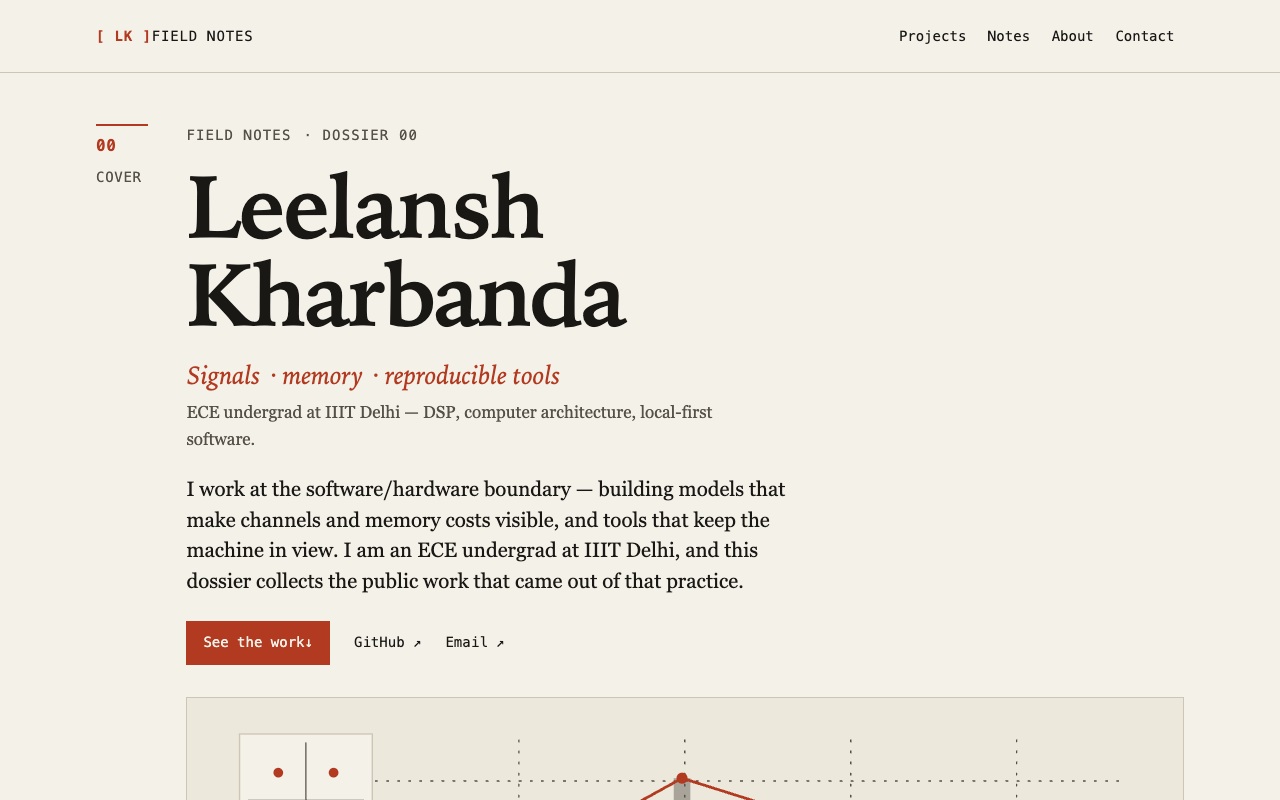 [ LK ]FIELD NOTES
Projects Notes About Contact
00
COVER
FIELD NOTES · DOSSIER 00
Leelansh
Kharbanda
Signals · memory · reproducible tools
ECE undergrad at IIIT Delhi — DSP, computer architecture, local-first
software.
I work at the software/hardware boundary — building models that
make channels and memory costs visible, and tools that keep the
machine in view. I am an ECE undergrad at IIIT Delhi, and this
dossier collects the public work that came out of that practice.
See the work↓ GitHub ↗ Email ↗